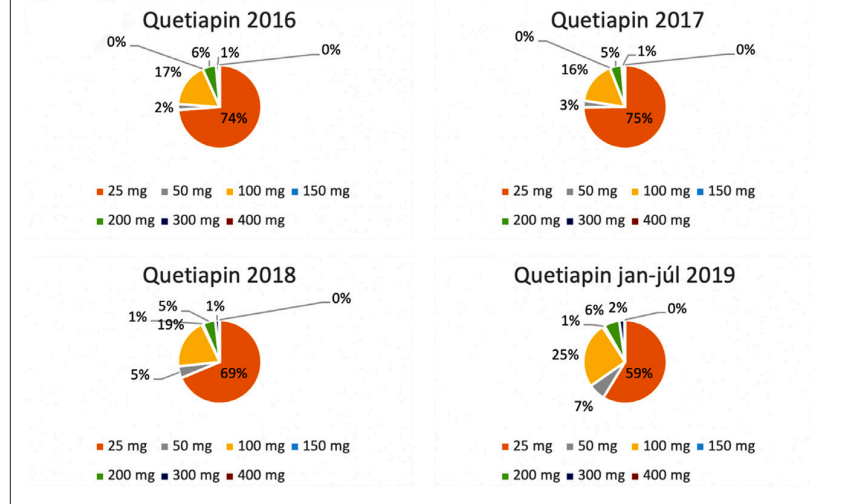 Quetiapin 2016
0%
6%
1%
0%
17%
2%
74%
25 mg 50 mg 100 mg 150 mg
200 mg 300 mg 400 mg
Quetiapin 2017
0%
5%
1%
0%
16%
3%
75%
25 mg 50 mg 100 mg 150 mg
200 mg 300 mg 400 mg
Quetiapin 2018
5%
1%
0%
1%
19%
5%
69%
25 mg 50 mg 100 mg 150 mg
200 mg 300 mg 400 mg
Quetiapin jan-júl 2019
6%
2%
0%
1%
25%
7%
59%
25 mg 50 mg 100 mg 150 mg
200 mg 300 mg 400 mg